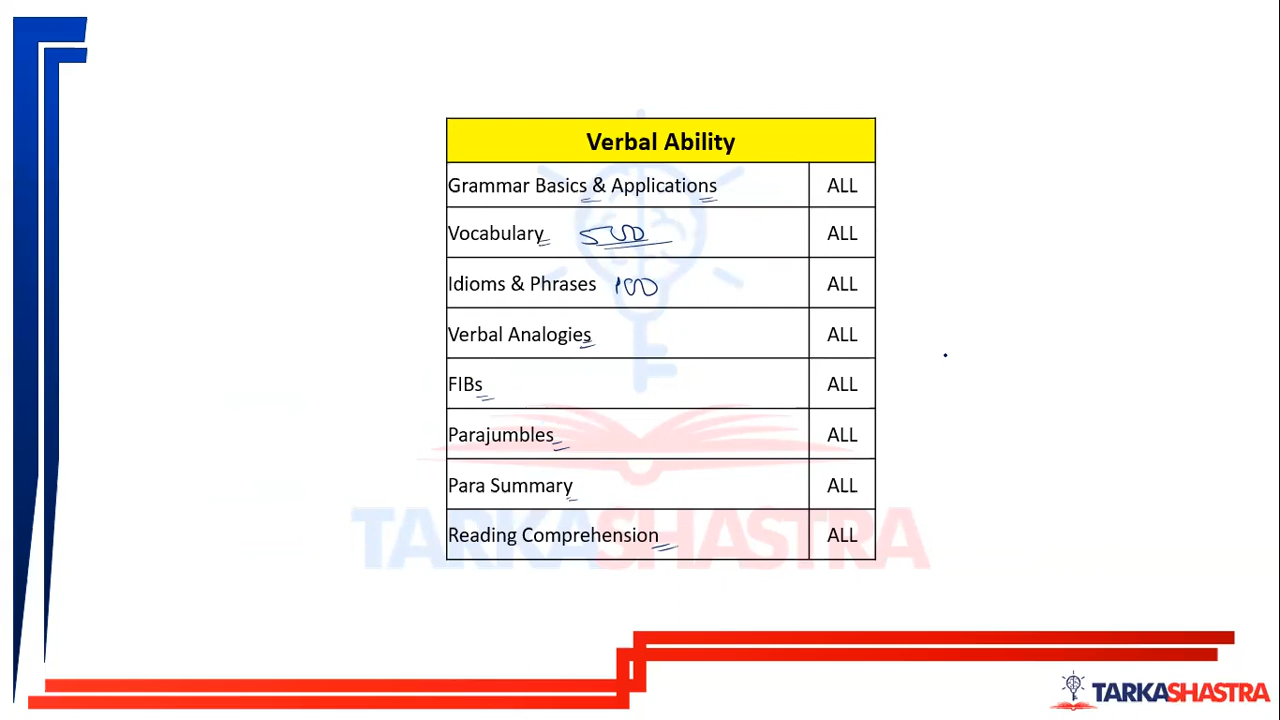 Verbal Ability
Grammar Basics & Applications ALL
Vocabulary 500 ALL
Idioms & Phrases 100 ALL
Verbal Analogies ALL
FIBs ALL
Parajumbles ALL
Para Summary ALL
Reading Comprehension ALL
TARKASHASTRA
TARKASHASTRA